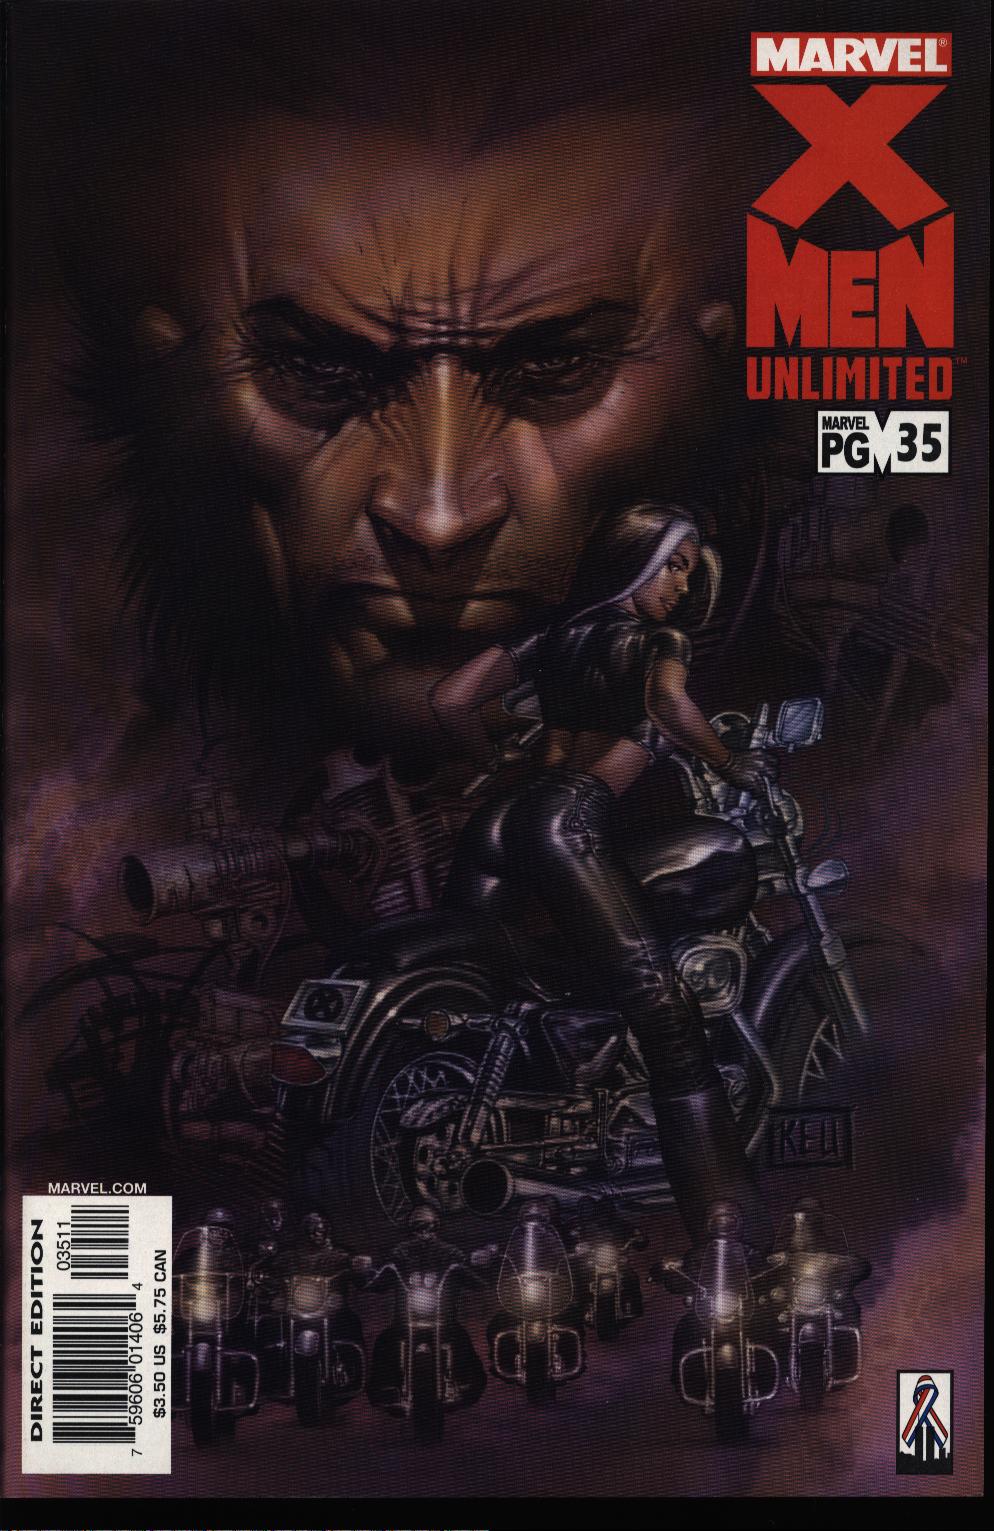 MARVEL®
X
MEN
UNLIMITED™
MARVEL
PG 35
KEU
MARVEL.COM
DIRECT EDITION
03511
7 59606 01406 4
$3.50 US $5.75 CAN